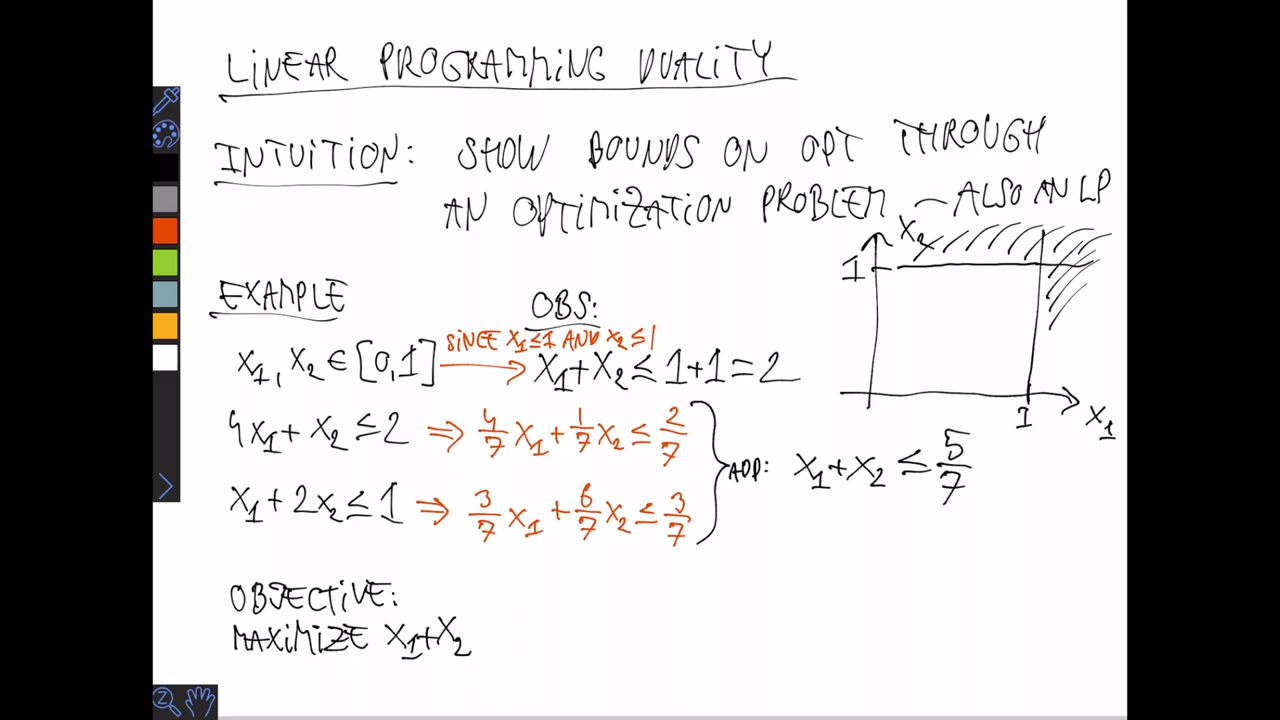 LINEAR PROGRAMMING DUALITY
INTUITION: SHOW BOUNDS ON OPT THROUGH
AN OPTIMIZATION PROBLEM – ALSO AN LP
x₂
1
1
x₁
EXAMPLE
OBS:
SINCE x₁≤1 AND x₂≤1
x₁, x₂ ∈ [0,1] → x₁+x₂ ≤ 1+1=2
4x₁ + x₂ ≤ 2 ⇒ 4/7 x₁ + 1/7 x₂ ≤ 2/7
x₁ + 2x₂ ≤ 1 ⇒ 3/7 x₁ + 6/7 x₂ ≤ 3/7
ADD: x₁+x₂ ≤ 5/7
OBJECTIVE:
MAXIMIZE x₁+x₂
Z